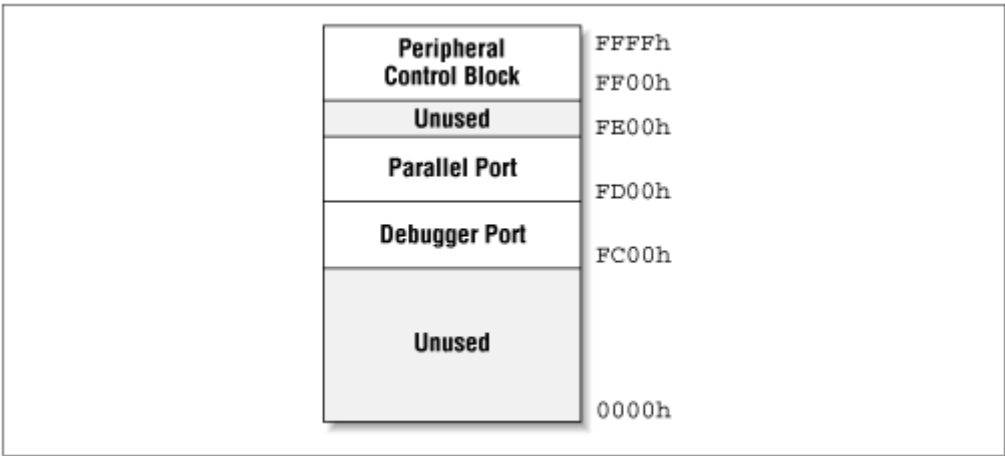 Peripheral
Control Block
FFFFh
FF00h
Unused
FE00h
Parallel Port
FD00h
Debugger Port
FC00h
Unused
0000h